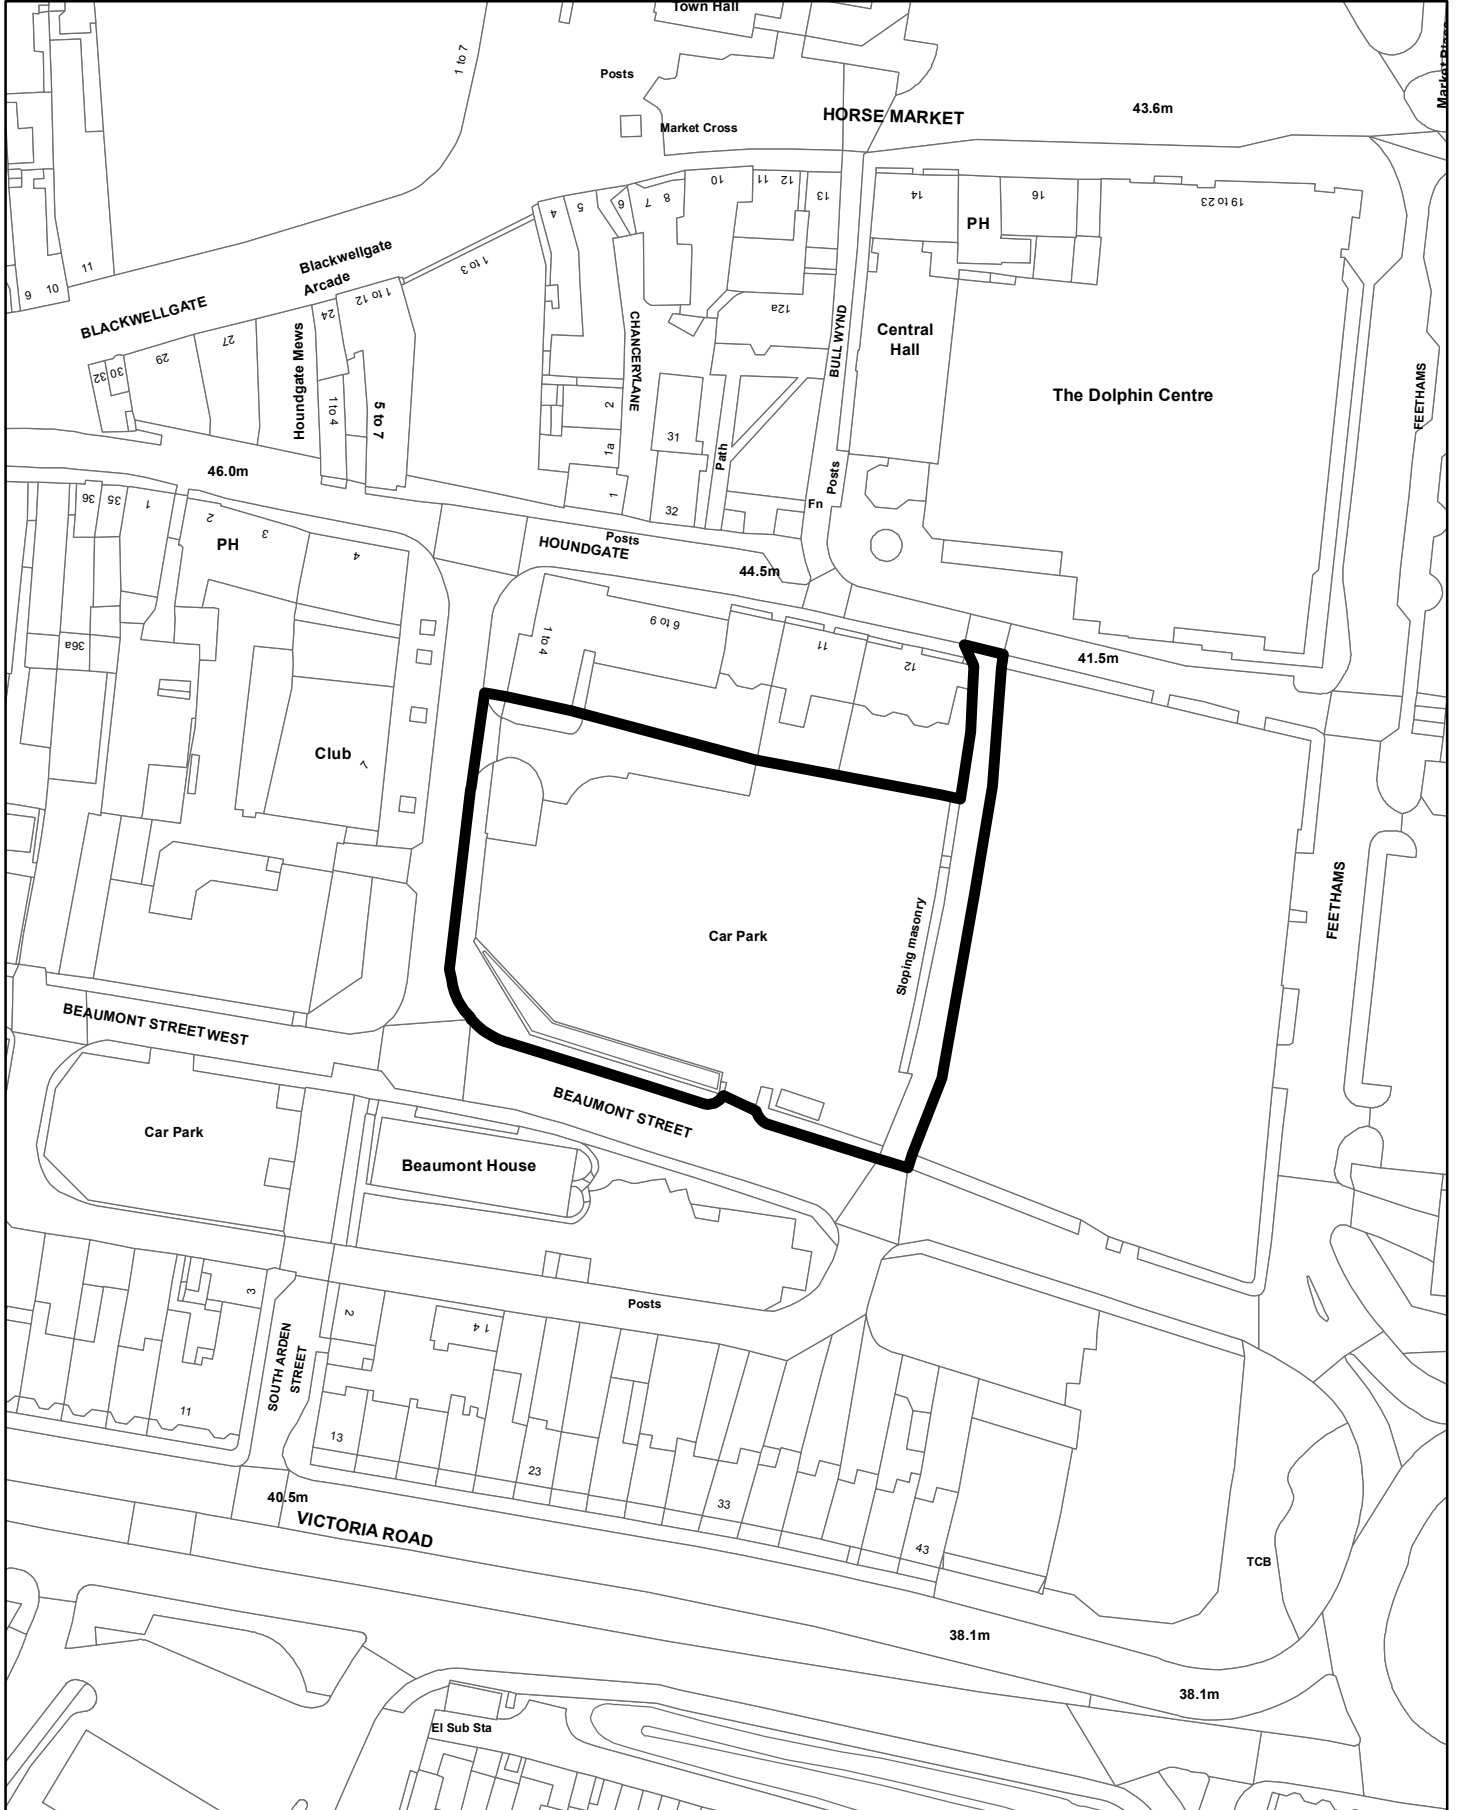 Town Hall
1 to 7
Posts
Market Place
HORSE MARKET
43.6m
Market Cross
10
11
12
13
14
PH
16
19 to 23
4
5
6
7
8
Blackwellgate
Arcade
1 to 3
11
10
9
BLACKWELLGATE
1 to 12
24
12a
27
29
30
32
Houndgate Mews
1 to 4
5 to 7
CHANCERY LANE
BULL WYND
Central
Hall
The Dolphin Centre
FEETHAMS
2
1a
1
31
32
Path
Posts
Fn
46.0m
36
35
1
2
PH
3
4
Posts
HOUNDGATE
44.5m
1 to 4
6 to 9
11
12
41.5m
36a
Club
7
Car Park
Sloping masonry
FEETHAMS
BEAUMONT STREET WEST
BEAUMONT STREET
Car Park
Beaumont House
3
2
Posts
14
SOUTH ARDEN
STREET
11
13
23
33
43
40.5m
VICTORIA ROAD
TCB
38.1m
38.1m
El Sub Sta